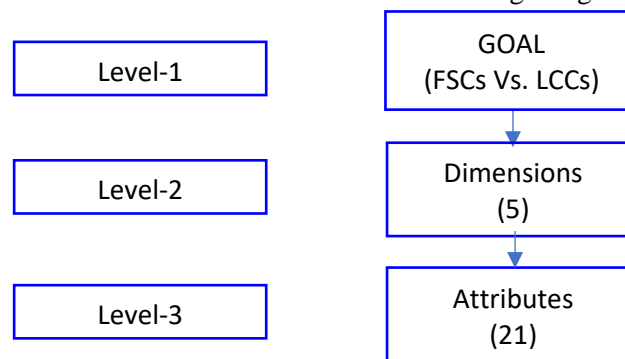 Level-1
GOAL
(FSCs Vs. LCCs)
Level-2
Dimensions
(5)
Level-3
Attributes
(21)